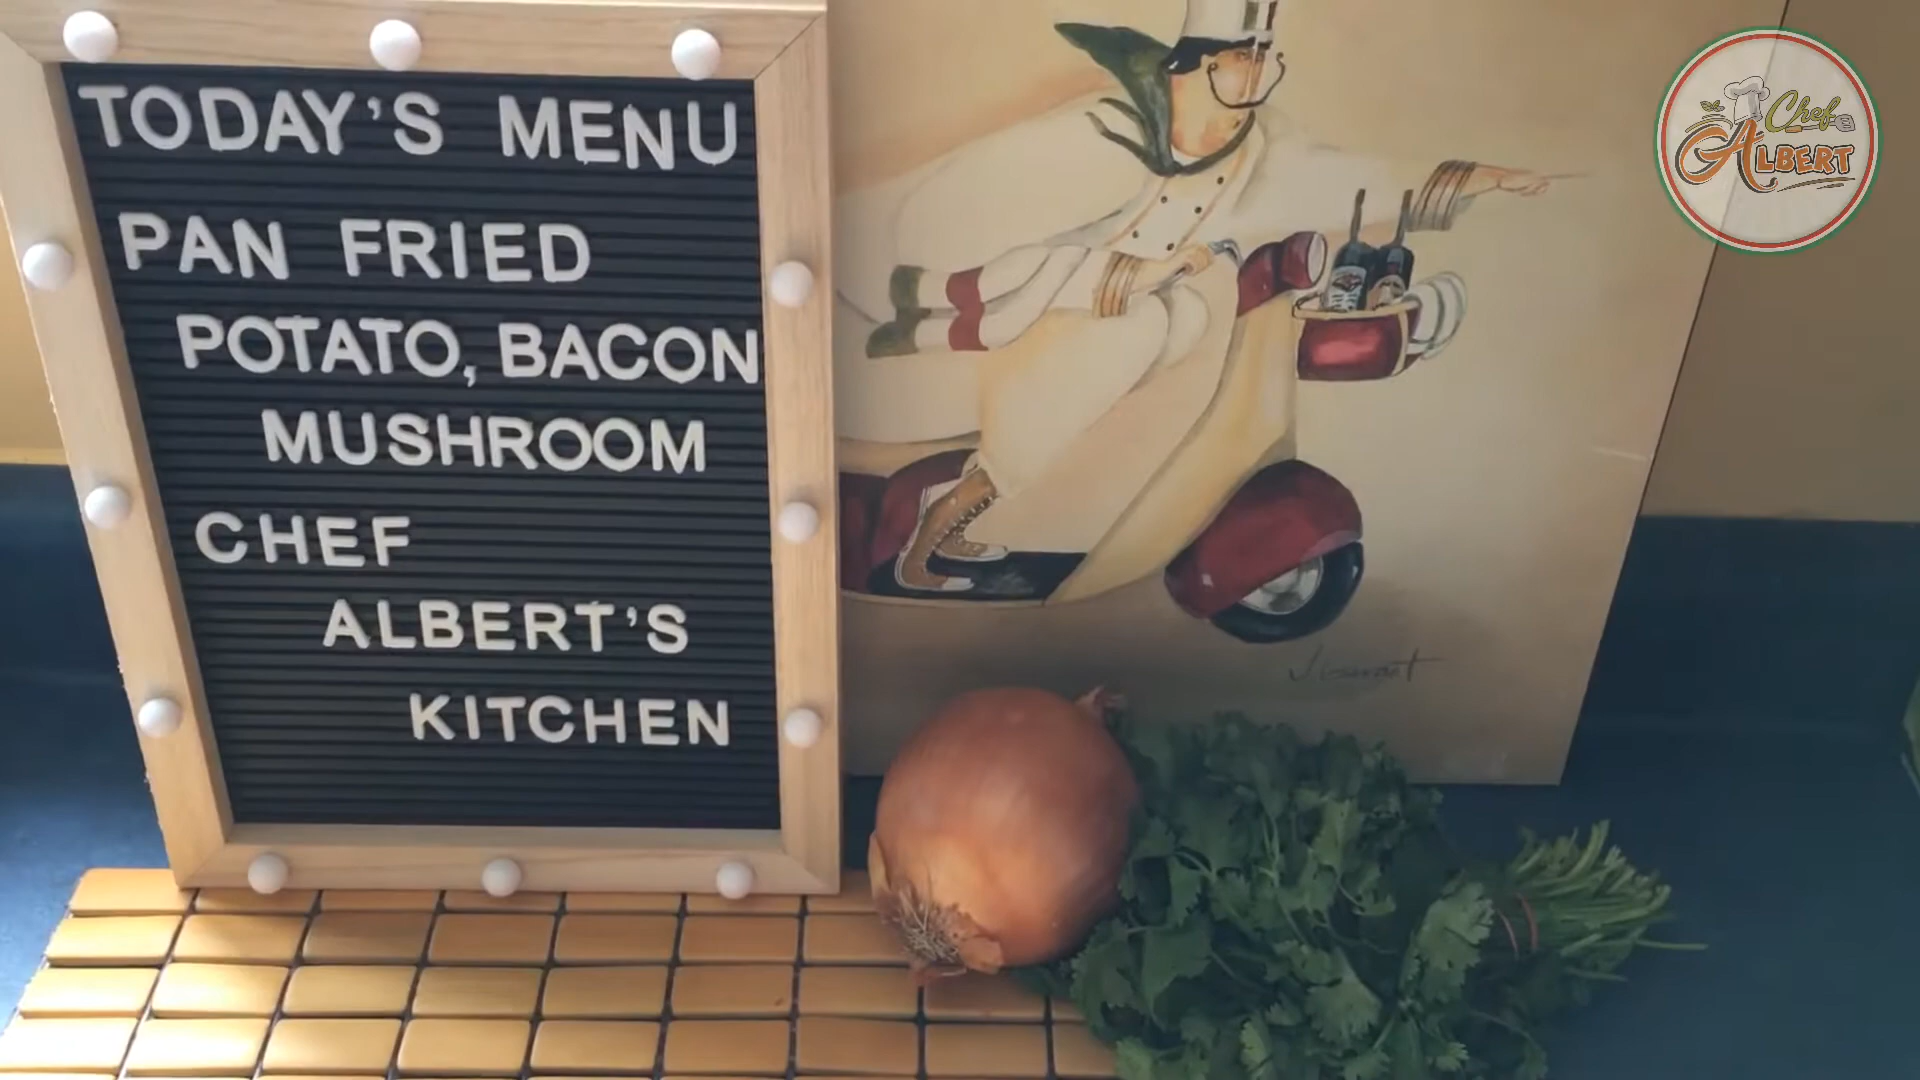 TODAY'S MENU
PAN FRIED
POTATO, BACON
MUSHROOM
CHEF
ALBERT'S
KITCHEN
Chef
ALBERT